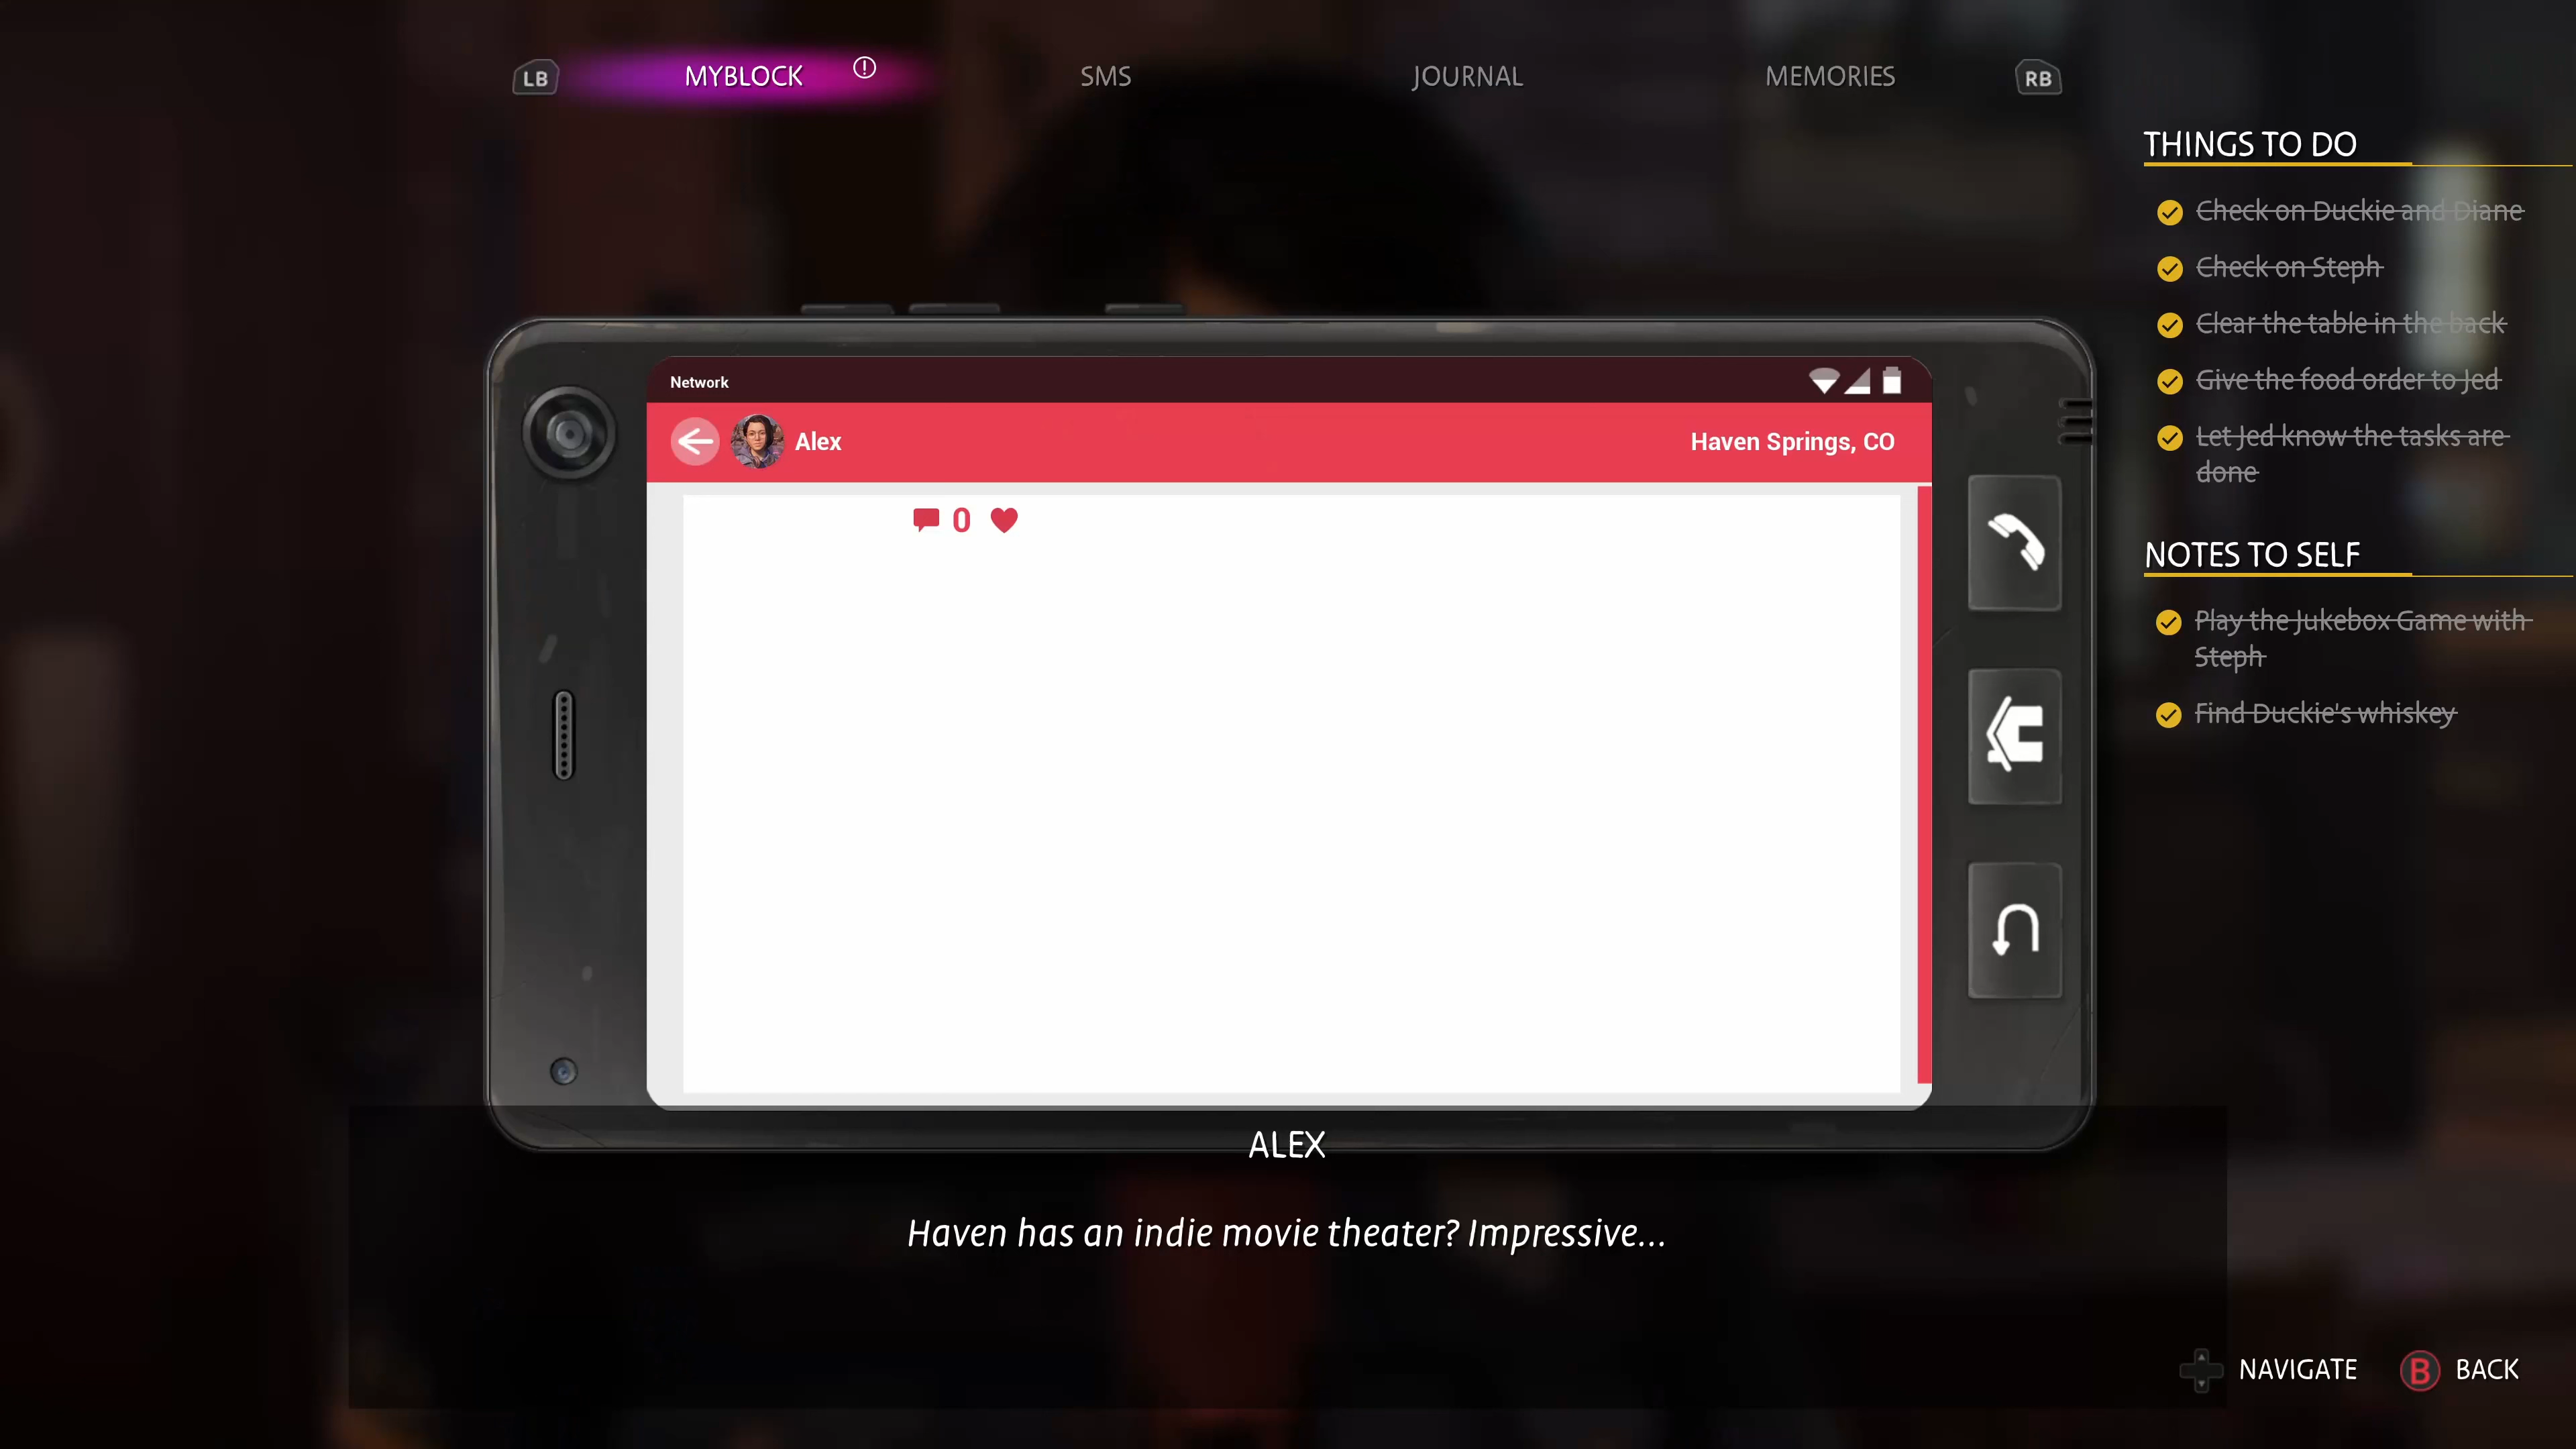 LB
MYBLOCK
SMS
JOURNAL
MEMORIES
RB
THINGS TO DO
Check on Duckie and Diane
Check on Steph
Clear the table in the back
Give the food order to Jed
Let Jed know the tasks are
done
NOTES TO SELF
Play the Jukebox Game with
Steph
Find Duckie's whiskey
Network
Alex
Haven Springs, CO
0
ALEX
Haven has an indie movie theater? Impressive...
NAVIGATE
B BACK